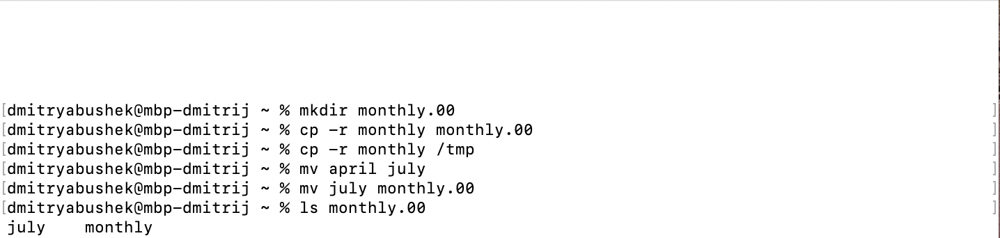 [dmitryabushek@mbp-dmitrij ~ % mkdir monthly.00 ]
[dmitryabushek@mbp-dmitrij ~ % cp -r monthly monthly.00 ]
[dmitryabushek@mbp-dmitrij ~ % cp -r monthly /tmp ]
[dmitryabushek@mbp-dmitrij ~ % mv april july ]
[dmitryabushek@mbp-dmitrij ~ % mv july monthly.00 ]
[dmitryabushek@mbp-dmitrij ~ % ls monthly.00 ]
july    monthly